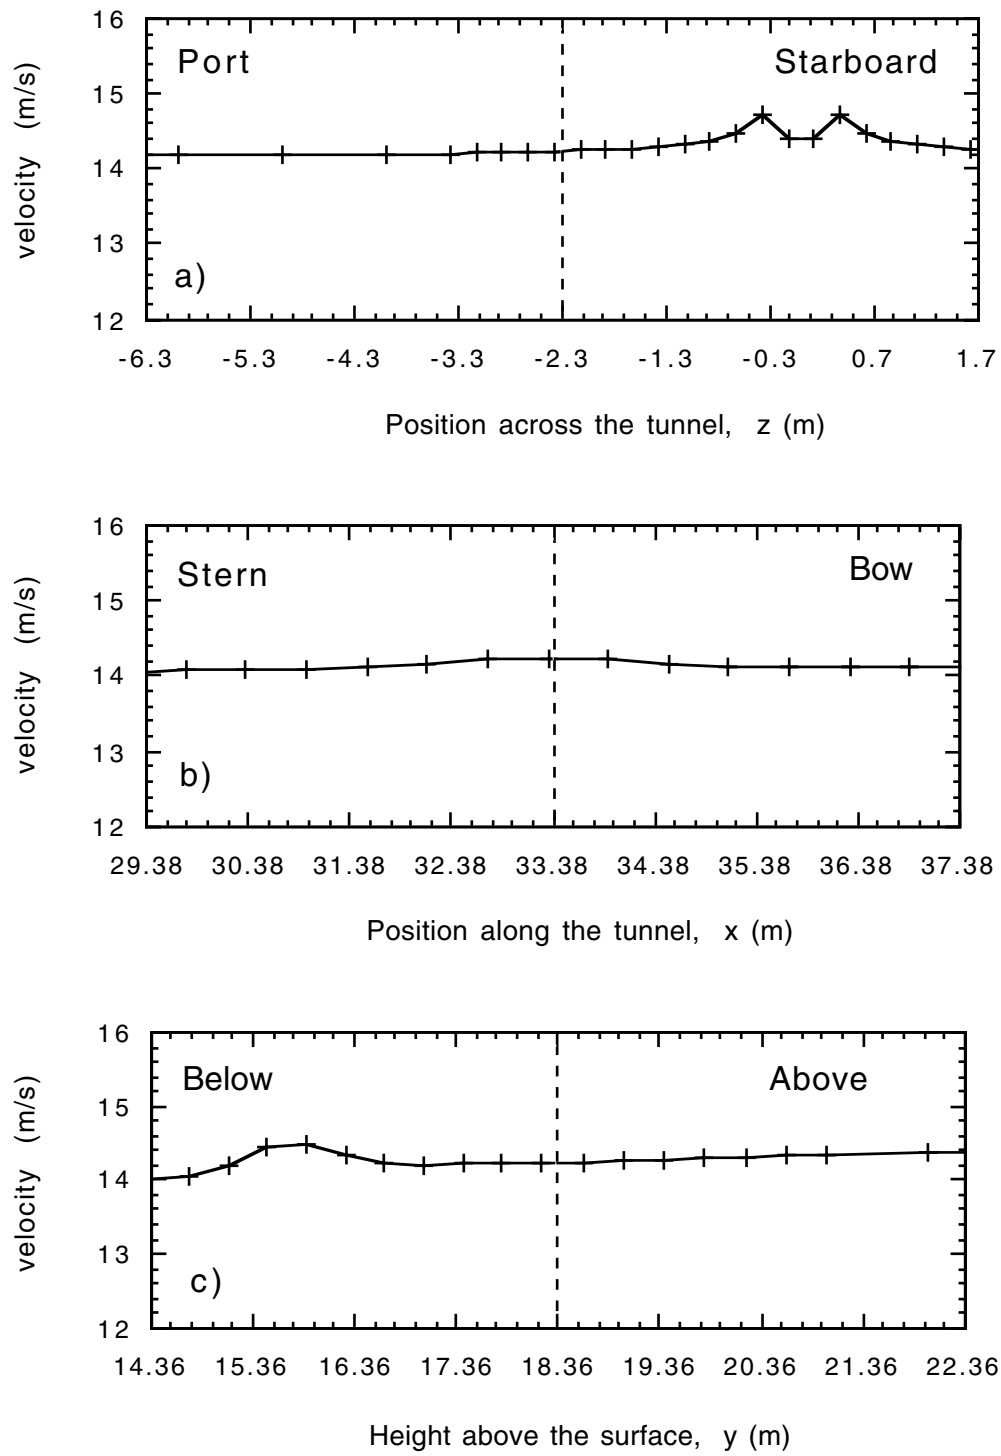 16
Port
Starboard
15
velocity (m/s)
14
13
a)
12
-6.3 -5.3 -4.3 -3.3 -2.3 -1.3 -0.3 0.7 1.7
Position across the tunnel, z (m)
16
Stern
Bow
15
velocity (m/s)
14
13
b)
12
29.38 30.38 31.38 32.38 33.38 34.38 35.38 36.38 37.38
Position along the tunnel, x (m)
16
Below
Above
15
velocity (m/s)
14
13
c)
12
14.36 15.36 16.36 17.36 18.36 19.36 20.36 21.36 22.36
Height above the surface, y (m)